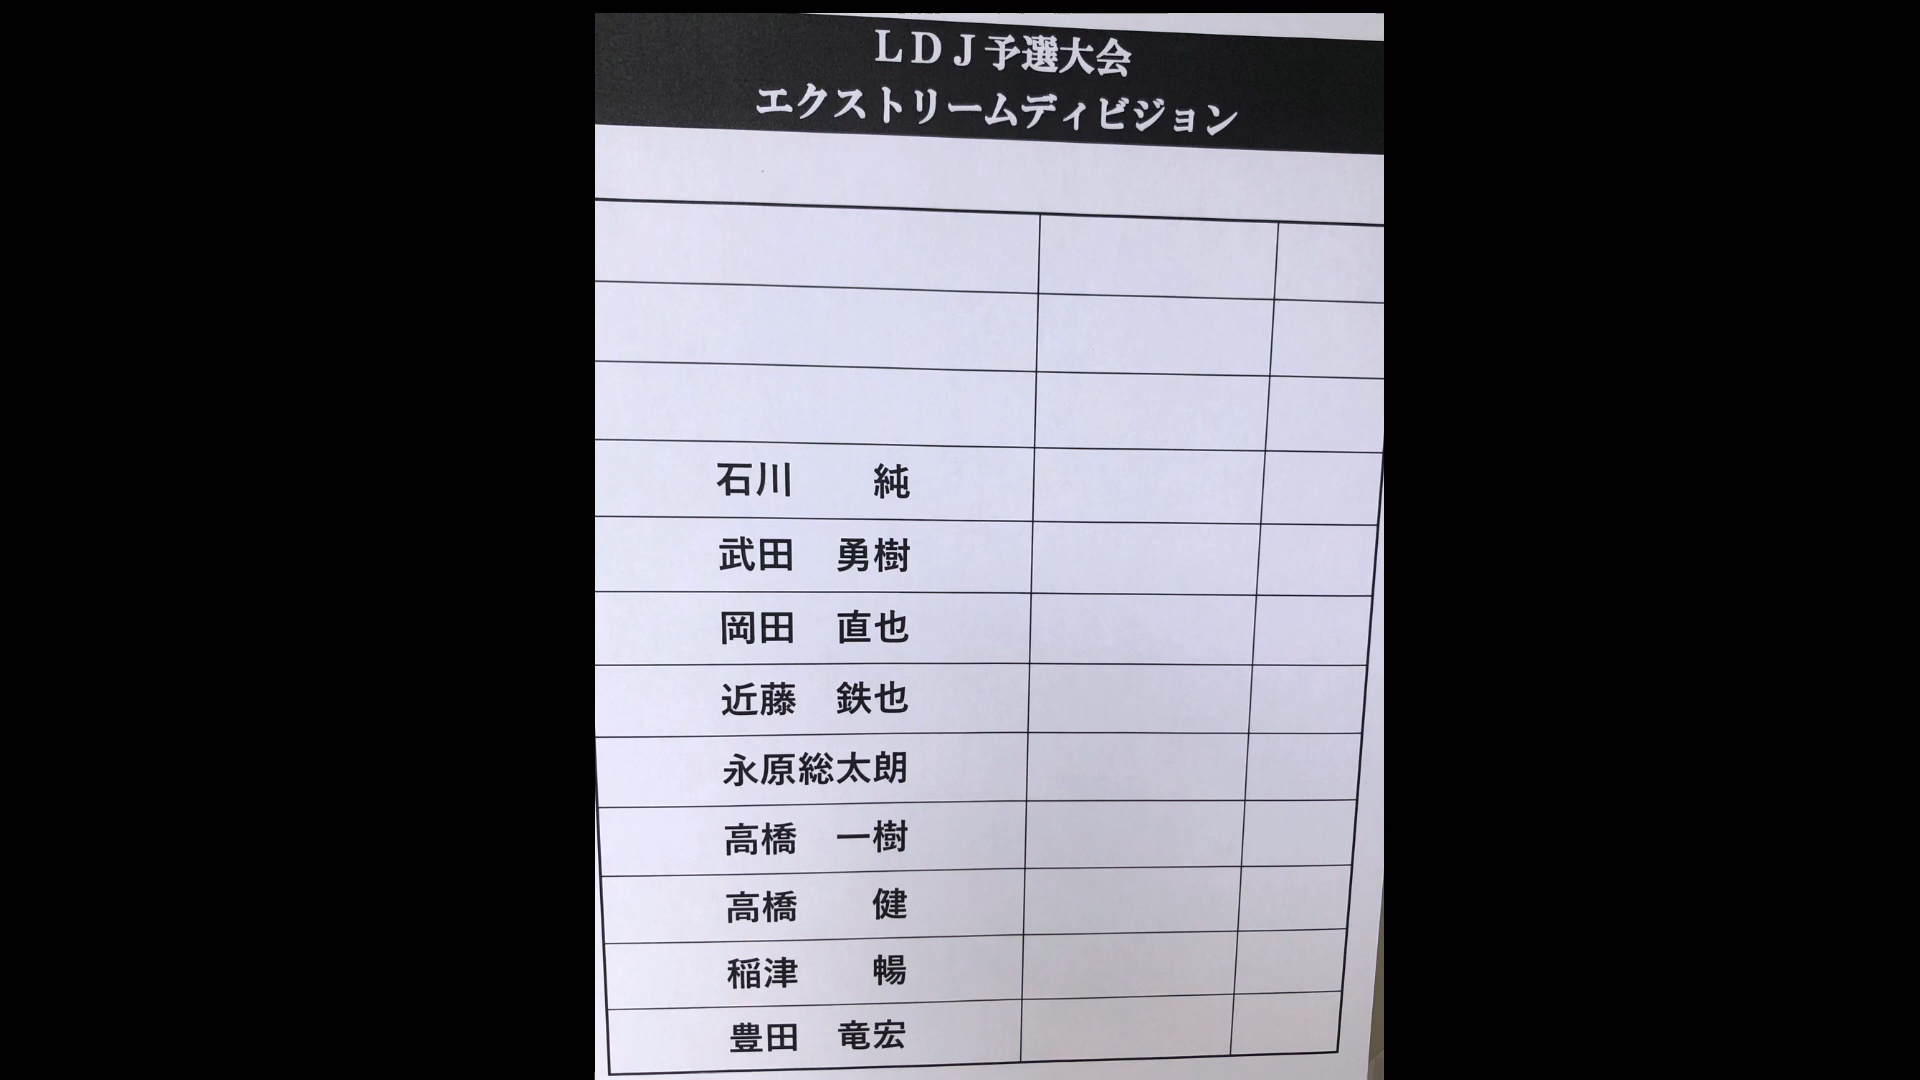 LDJ予選大会
エクストリームディビジョン
石川　　純
武田　勇樹
岡田　直也
近藤　鉄也
永原総太朗
高橋　一樹
高橋　　健
稲津　　暢
豊田　竜宏